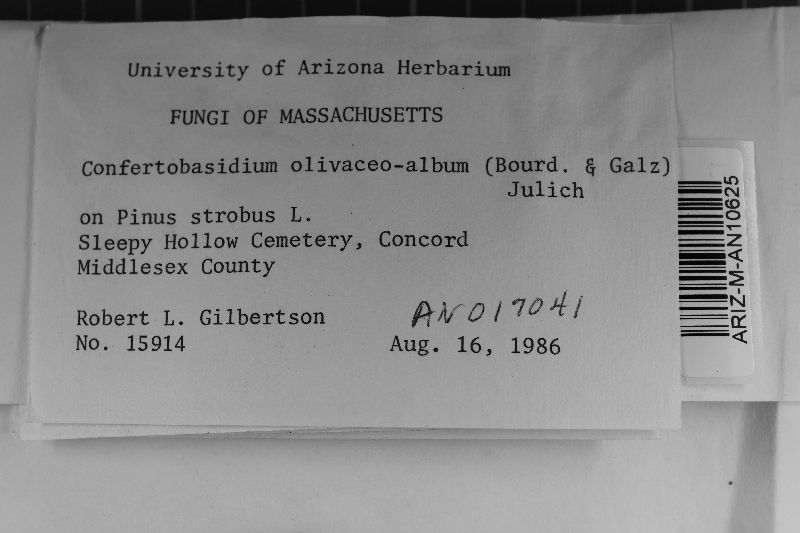 University of Arizona Herbarium
FUNGI OF MASSACHUSETTS
Confertobasidium olivaceo-album (Bourd. & Galz)
Julich
on Pinus strobus L.
Sleepy Hollow Cemetery, Concord
Middlesex County
Robert L. Gilbertson
AN017041
No. 15914
Aug. 16, 1986
ARIZ-M-AN10625